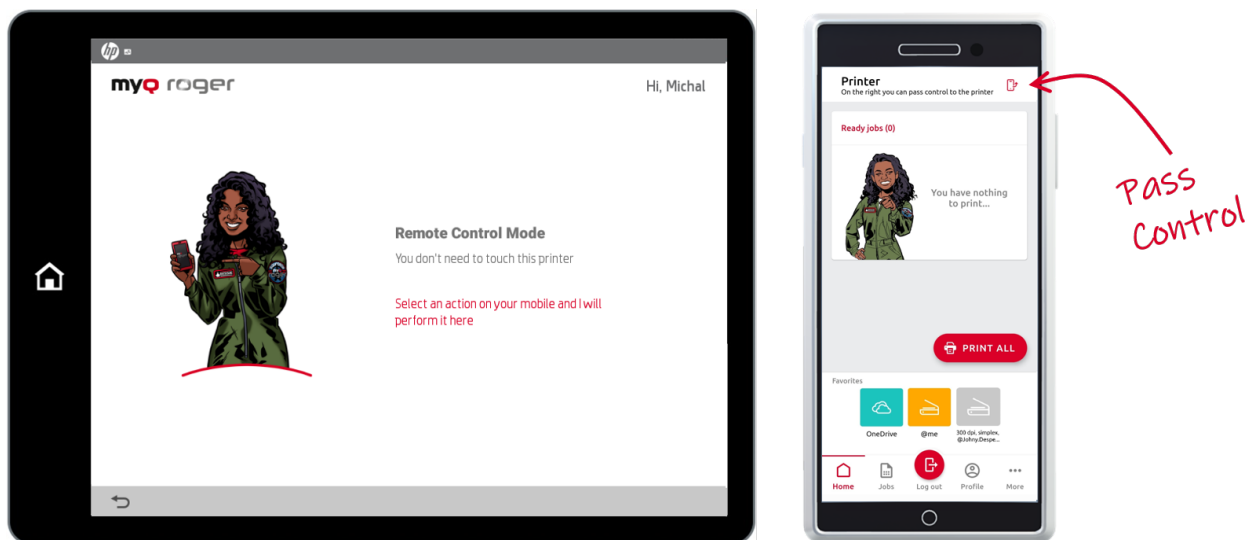 hp
myQ roger
Hi, Michal
Remote Control Mode
You don't need to touch this printer
Select an action on your mobile and I will
perform it here
Printer
On the right you can pass control to the printer
Ready jobs (0)
You have nothing
to print...
PRINT ALL
Favorites
OneDrive
@me
300 dpi, simplex,
@Johny.Despe...
Home
Jobs
Log out
Profile
More
Pass
Control